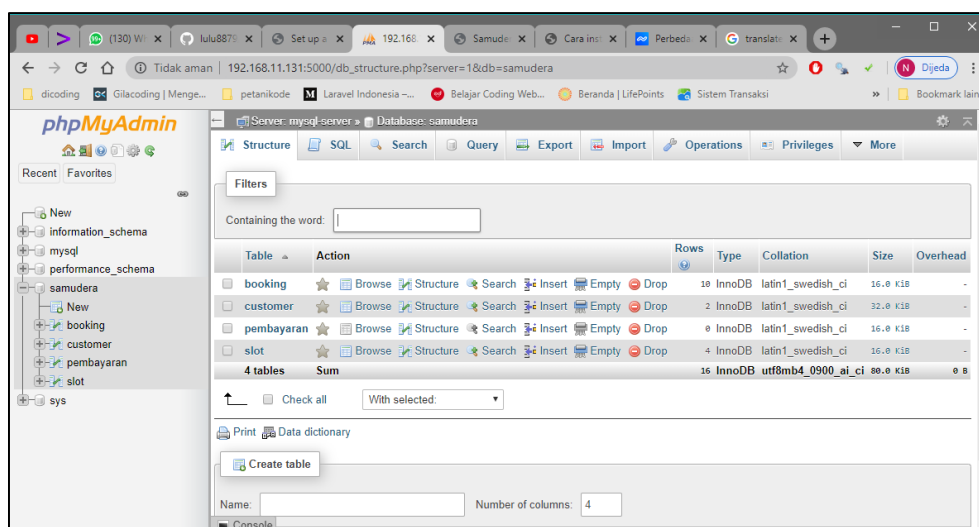 (130) W
lulu887
Set up a
192.168.
Samude
Cara inst
Perbeda
translate
Tidak aman | 192.168.11.131:5000/db_structure.php?server=1&db=samudera
N Dijeda
dicoding Gilacoding | Menge... petanikode Laravel Indonesia –... Belajar Coding Web... Beranda | LifePoints Sistem Transaksi » Bookmark lain
phpMyAdmin
Recent Favorites
New
information_schema
mysql
performance_schema
samudera
New
booking
customer
pembayaran
slot
sys
Server: mysql-server » Database: samudera
Structure SQL Search Query Export Import Operations Privileges More
Filters
Containing the word:
Table Action Rows Type Collation Size Overhead
booking Browse Structure Search Insert Empty Drop 10 InnoDB latin1_swedish_ci 16.0 KiB -
customer Browse Structure Search Insert Empty Drop 2 InnoDB latin1_swedish_ci 32.0 KiB -
pembayaran Browse Structure Search Insert Empty Drop 0 InnoDB latin1_swedish_ci 16.0 KiB -
slot Browse Structure Search Insert Empty Drop 4 InnoDB latin1_swedish_ci 16.0 KiB -
4 tables Sum 16 InnoDB utf8mb4_0900_ai_ci 80.0 KiB 0 B
Check all With selected:
Print Data dictionary
Create table
Name: Number of columns: 4
Console